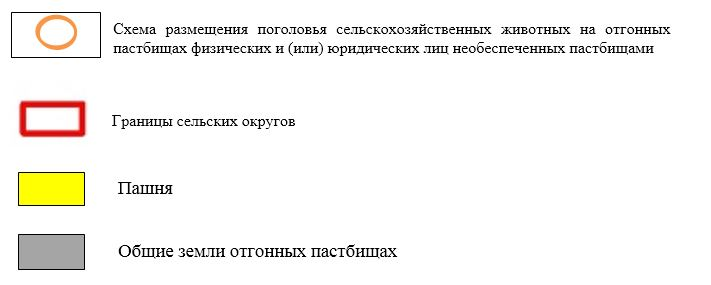 Схема размещения поголовья сельскохозяйственных животных на отгонных
пастбищах физических и (или) юридических лиц необеспеченных пастбищами
Границы сельских округов
Пашня
Общие земли отгонных пастбищах